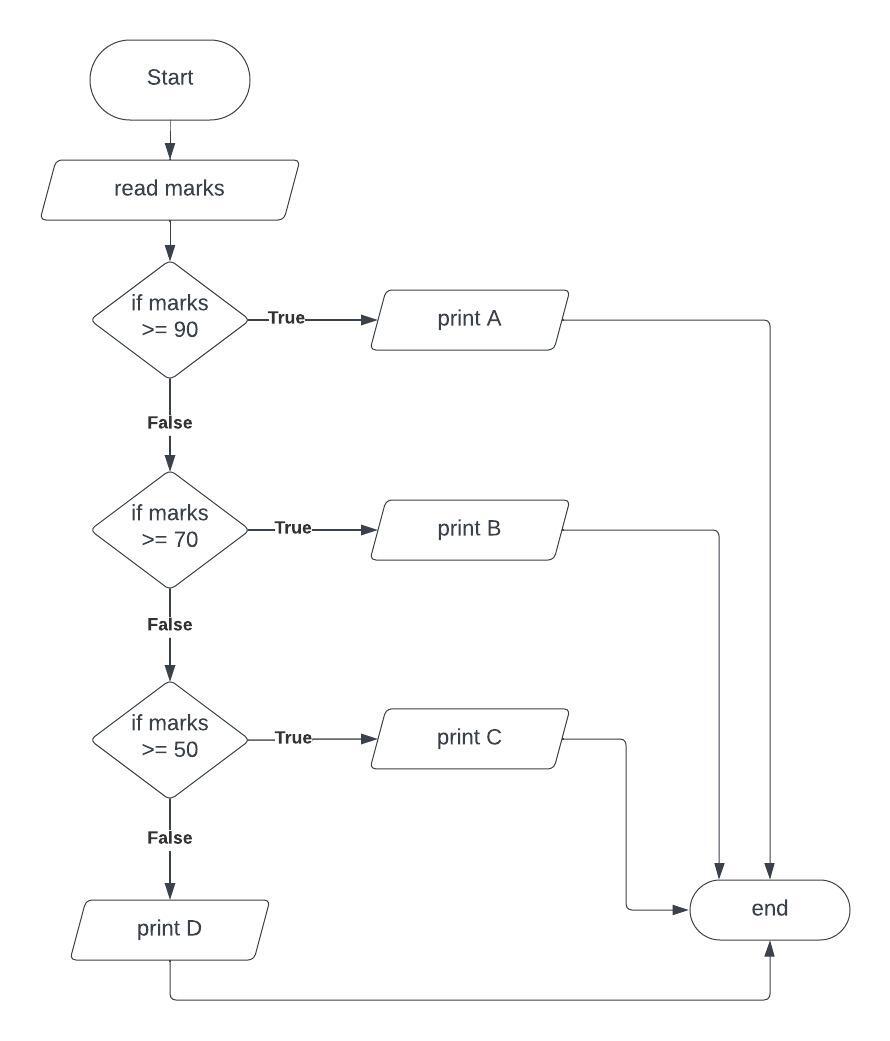 Start
read marks
if marks
>= 90
True
print A
False
if marks
>= 70
True
print B
False
if marks
>= 50
True
print C
False
print D
end